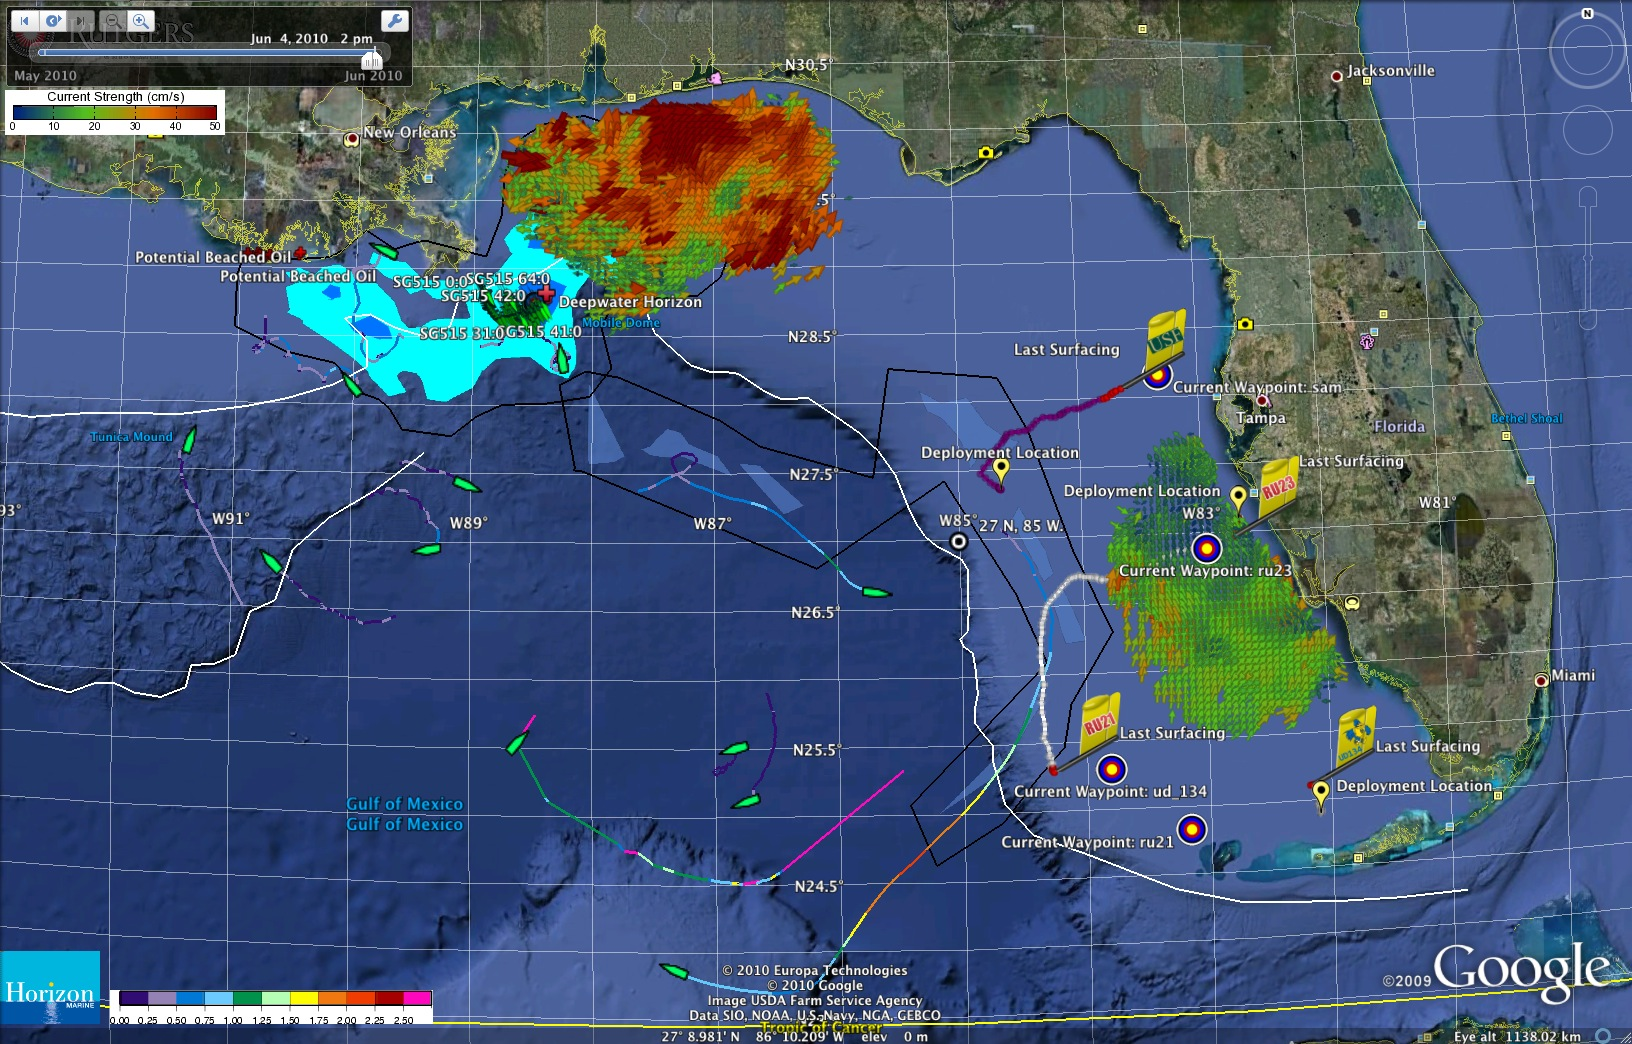 RUTGERS
Jun 4, 2010 2 pm
May 2010
Jun 2010
Current Strength (cm/s)
0 10 20 30 40 50
N
N30.5°
Jacksonville
New Orleans
.5°
Potential Beached Oil
Potential Beached Oil
SG515 0:0
SG515 64:0
SG515 42:0
Deepwater Horizon
Mobile Dome
SG515 31:0
G515 41:0
N28.5°
Last Surfacing
USF
Current Waypoint: sam
Tampa
Florida
Bethel Shoal
Tunica Mound
Deployment Location
Last Surfacing
N27.5°
Deployment Location
RU23
93°
W91°
W89°
W87°
W85°
27 N, 85 W.
W83°
W81°
Current Waypoint: ru23
N26.5°
Miami
RU21
Last Surfacing
UD134
Last Surfacing
N25.5°
Current Waypoint: ud_134
Deployment Location
Gulf of Mexico
Gulf of Mexico
Current Waypoint: ru21
N24.5°
Horizon
MARINE
0.00 0.25 0.50 0.75 1.00 1.25 1.50 1.75 2.00 2.25 2.50
© 2010 Europa Technologies
© 2010 Google
Image USDA Farm Service Agency
Data SIO, NOAA, U.S. Navy, NGA, GEBCO
Tropic of Cancer
27° 8.981' N 86° 10.209' W elev 0 m
©2009 Google
Eye alt 1138.02 km